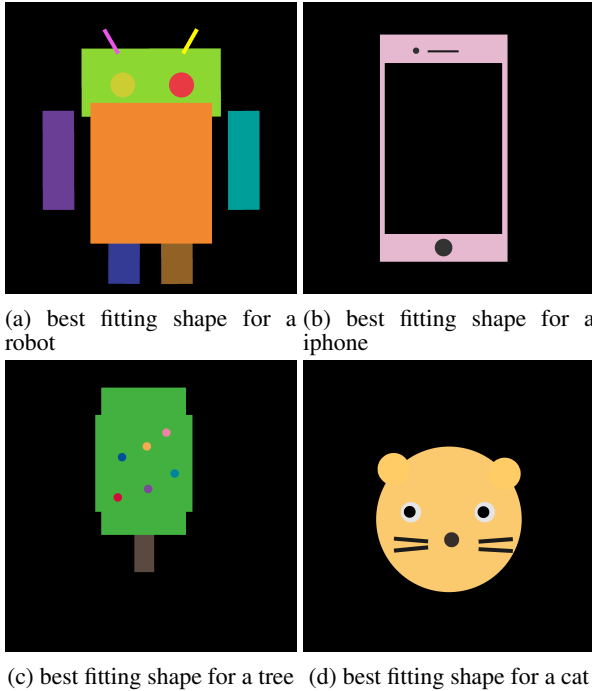 (a) best fitting shape for a
robot
(b) best fitting shape for a
iphone
(c) best fitting shape for a tree
(d) best fitting shape for a cat